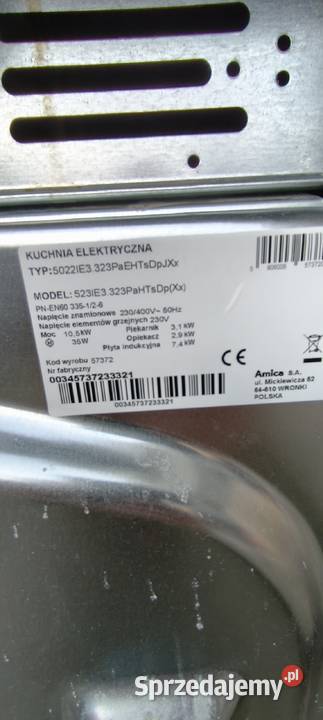 KUCHNIA ELEKTRYCZNA
TYP:5022IE3.323PaEHTsDpJXx
MODEL: 523IE3.323PaHTsDp(Xx)
PN-EN60 335-1/2-6
Napięcie znamionowe 230/400V~ 50Hz
Napięcie elementów grzejnych 230V
Moc 10,5kW Piekarnik 3,1 kW
35W Opiekacz 2,9 kW
Płyta indukcyjna 7,4 kW
Kod wyrobu 57372
Nr fabryczny
00345737233321
00345737233321
CE
Amica S.A.
ul. Mickiewicza 52
64-510 WRONKI
POLSKA
Sprzedajemy.pl